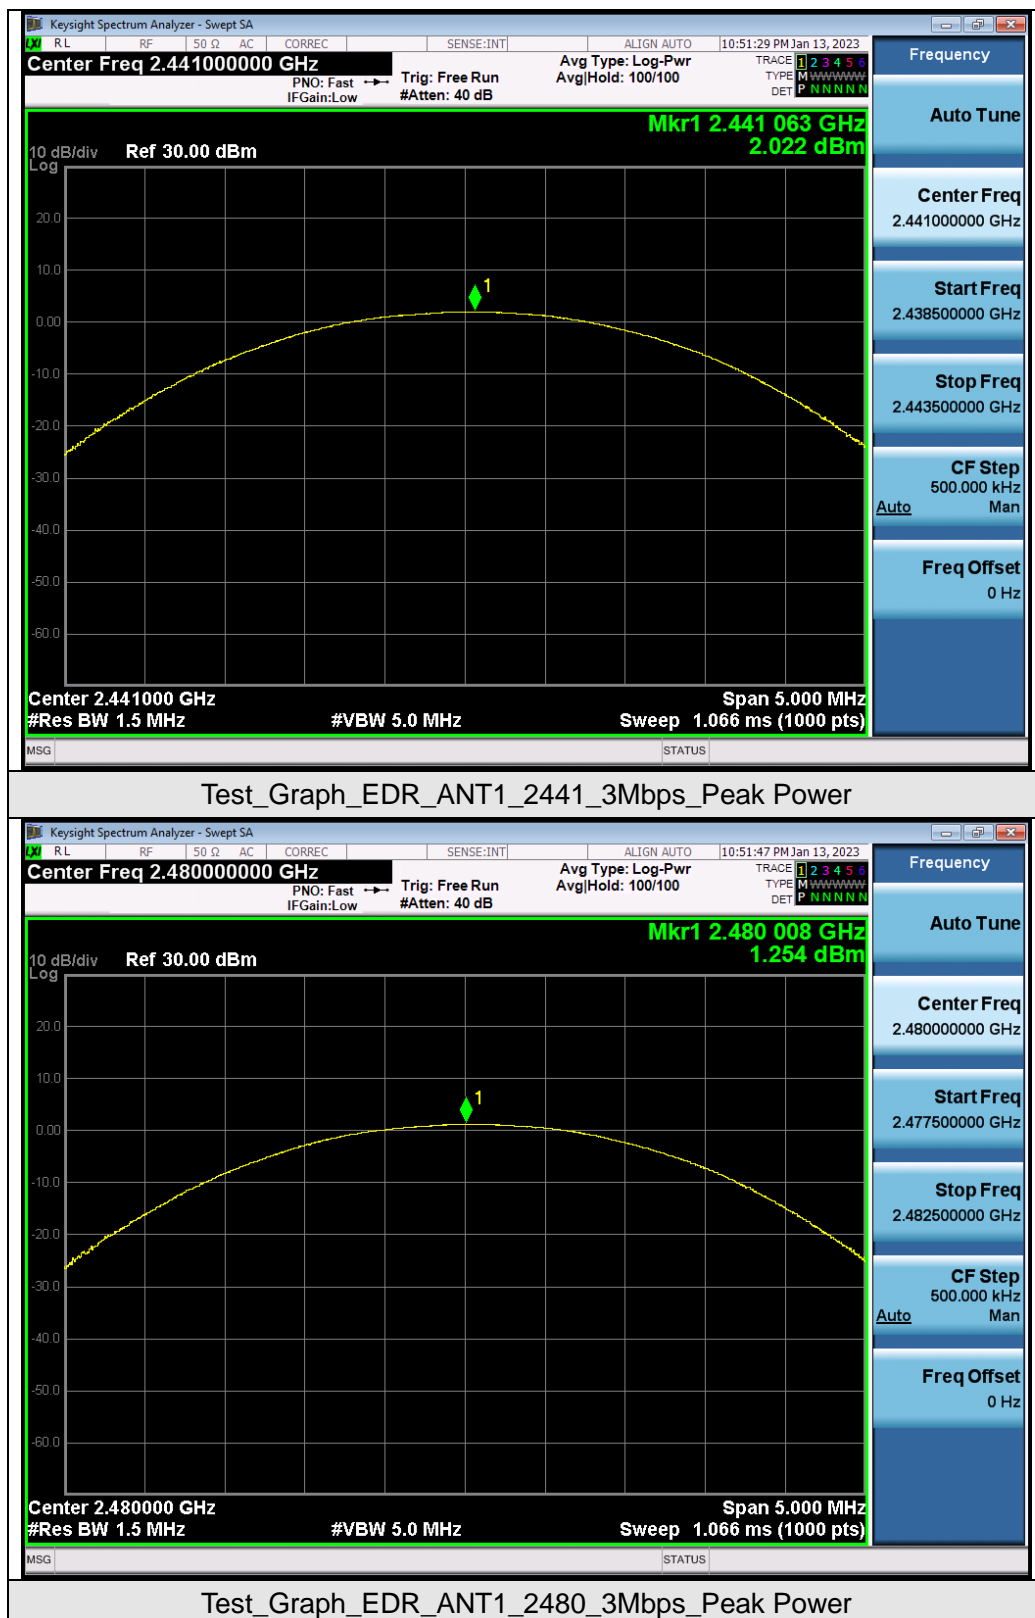 Keysight Spectrum Analyzer - Swept SA
LXI RL RF 50 Ω AC CORREC SENSE:INT ALIGN AUTO 10:51:29 PM Jan 13, 2023
Center Freq 2.441000000 GHz
PNO: Fast
IFGain:Low
Trig: Free Run
#Atten: 40 dB
Avg Type: Log-Pwr
Avg|Hold: 100/100
TRACE 1 2 3 4 5 6
TYPE M WWWWW
DET P N N N N N
Mkr1 2.441 063 GHz
2.022 dBm
10 dB/div Ref 30.00 dBm
Log
20.0
10.0
1
0.00
-10.0
-20.0
-30.0
-40.0
-50.0
-60.0
Center 2.441000 GHz Span 5.000 MHz
#Res BW 1.5 MHz #VBW 5.0 MHz Sweep 1.066 ms (1000 pts)
MSG STATUS
Frequency
Auto Tune
Center Freq
2.441000000 GHz
Start Freq
2.438500000 GHz
Stop Freq
2.443500000 GHz
CF Step
500.000 kHz
Auto Man
Freq Offset
0 Hz
Test_Graph_EDR_ANT1_2441_3Mbps_Peak Power
Keysight Spectrum Analyzer - Swept SA
LXI RL RF 50 Ω AC CORREC SENSE:INT ALIGN AUTO 10:51:47 PM Jan 13, 2023
Center Freq 2.480000000 GHz
PNO: Fast
IFGain:Low
Trig: Free Run
#Atten: 40 dB
Avg Type: Log-Pwr
Avg|Hold: 100/100
TRACE 1 2 3 4 5 6
TYPE M WWWWW
DET P N N N N N
Mkr1 2.480 008 GHz
1.254 dBm
10 dB/div Ref 30.00 dBm
Log
20.0
10.0
1
0.00
-10.0
-20.0
-30.0
-40.0
-50.0
-60.0
Center 2.480000 GHz Span 5.000 MHz
#Res BW 1.5 MHz #VBW 5.0 MHz Sweep 1.066 ms (1000 pts)
MSG STATUS
Frequency
Auto Tune
Center Freq
2.480000000 GHz
Start Freq
2.477500000 GHz
Stop Freq
2.482500000 GHz
CF Step
500.000 kHz
Auto Man
Freq Offset
0 Hz
Test_Graph_EDR_ANT1_2480_3Mbps_Peak Power